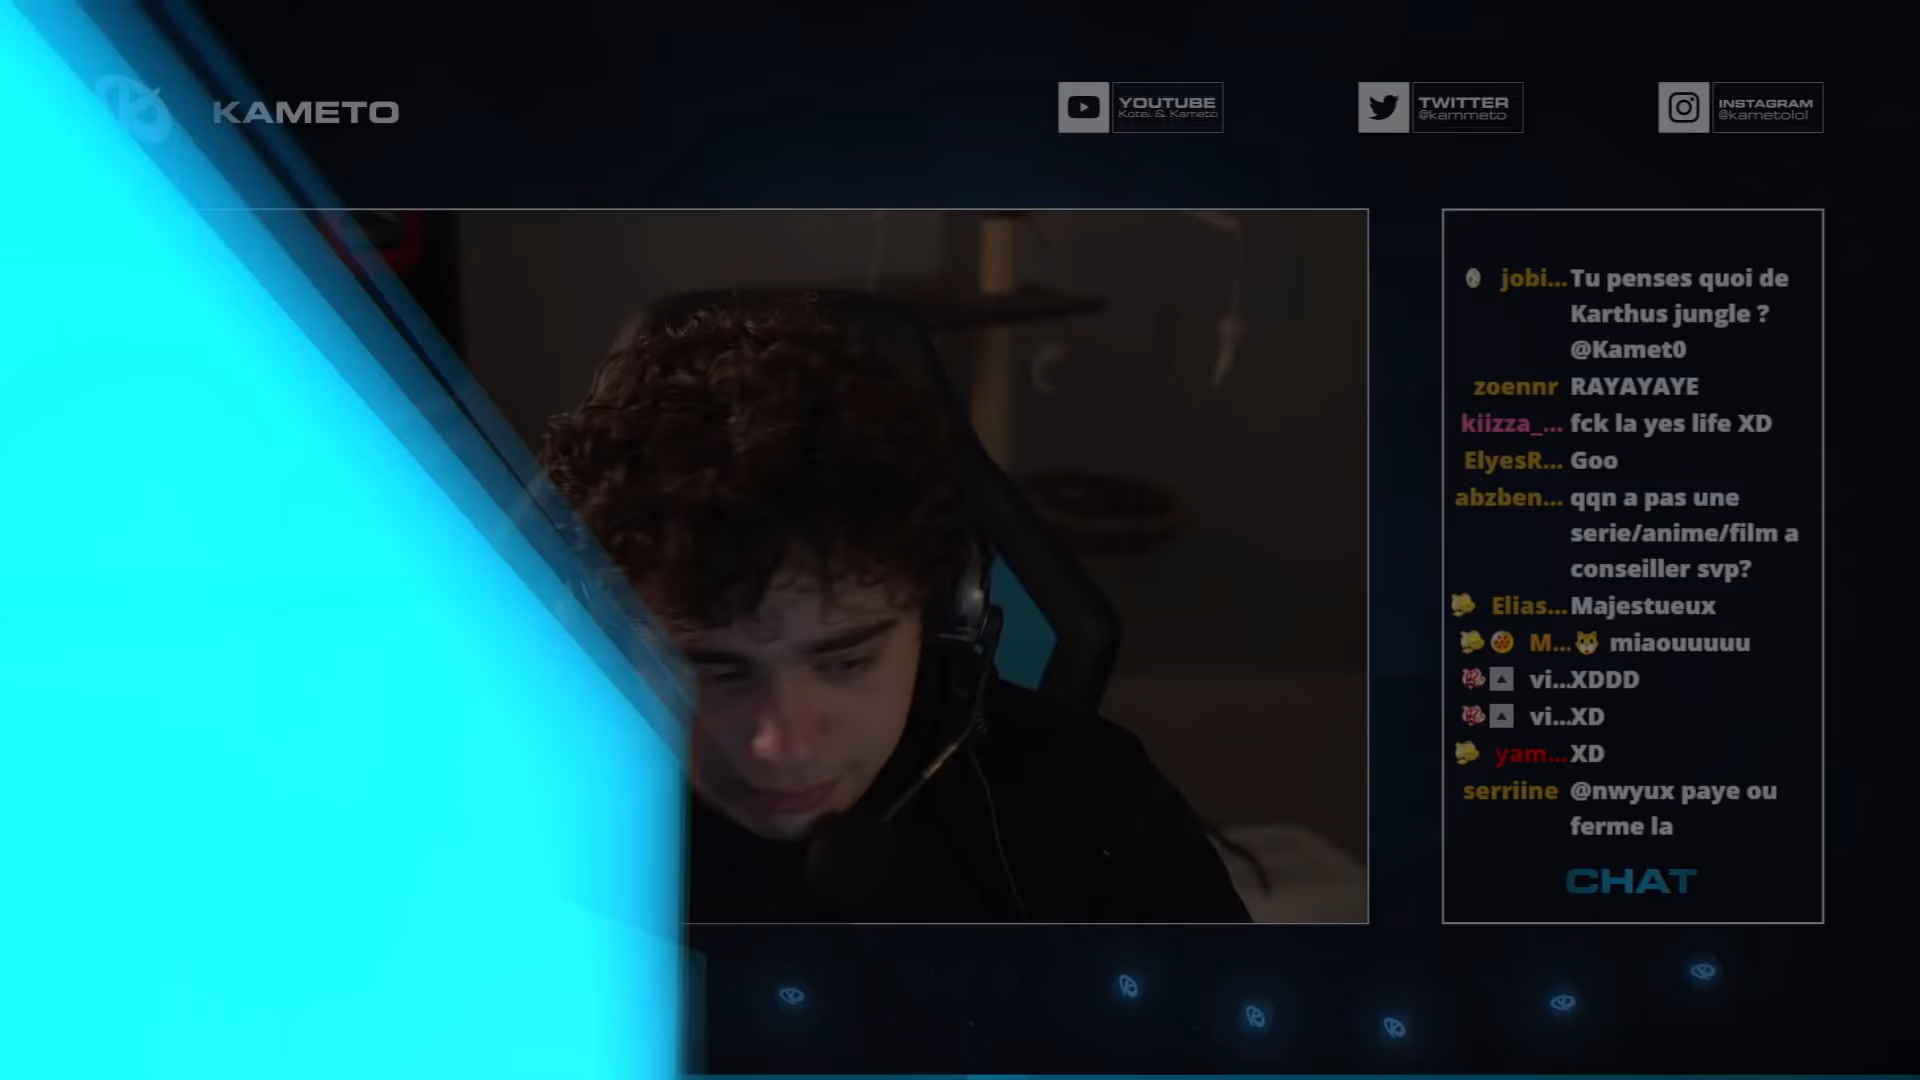 KAMETO
YOUTUBE
Kotei & Kameto
TWITTER
@kammeto
INSTAGRAM
@kametolol
jobi...Tu penses quoi de
Karthus jungle ?
@Kamet0
zoennr RAYAYAYE
kiizza_... fck la yes life XD
ElyesR... Goo
abzben... qqn a pas une
serie/anime/film a
conseiller svp?
Elias...Majestueux
M...🐱 miaouuuuu
vi...XDDD
vi...XD
yam...XD
serriine @nwyux paye ou
ferme la
CHAT